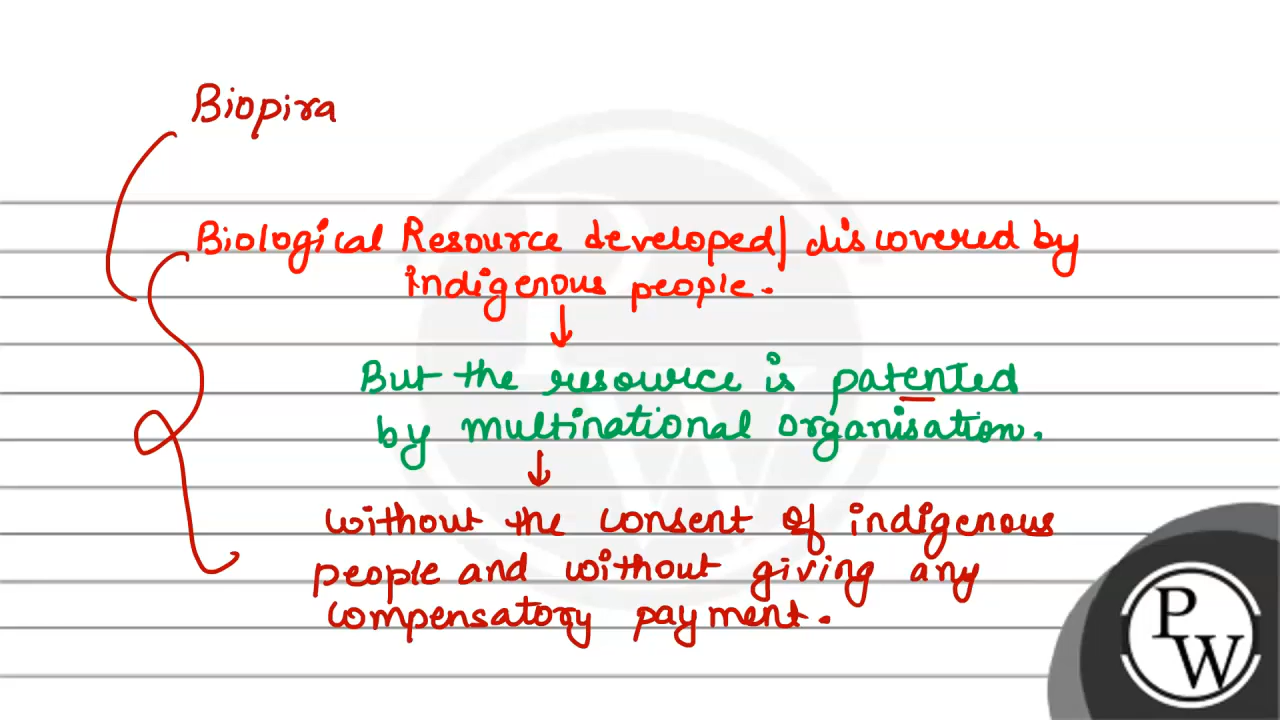 Biopira
Biological Resource developed/discovered by
indigenous people.
But the resource is patented
by multinational organisation.
without the consent of indigenous
people and without giving any
compensatory payment.
P
W